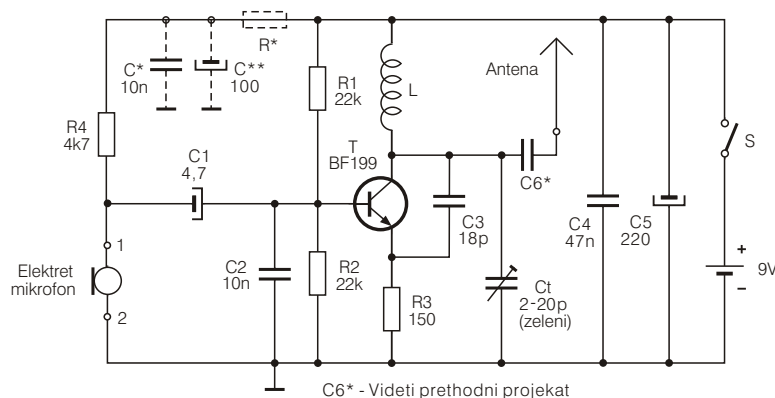 R*
C*
10n
C**
100
R1
22k
L
Antena
R4
4k7
C1
4,7
T
BF199
C6*
S
C3
18p
C4
47n
C5
220
1
Elektret
mikrofon
2
C2
10n
R2
22k
R3
150
Ct
2-20p
(zeleni)
+
9V
–
C6* - Videti prethodni projekat